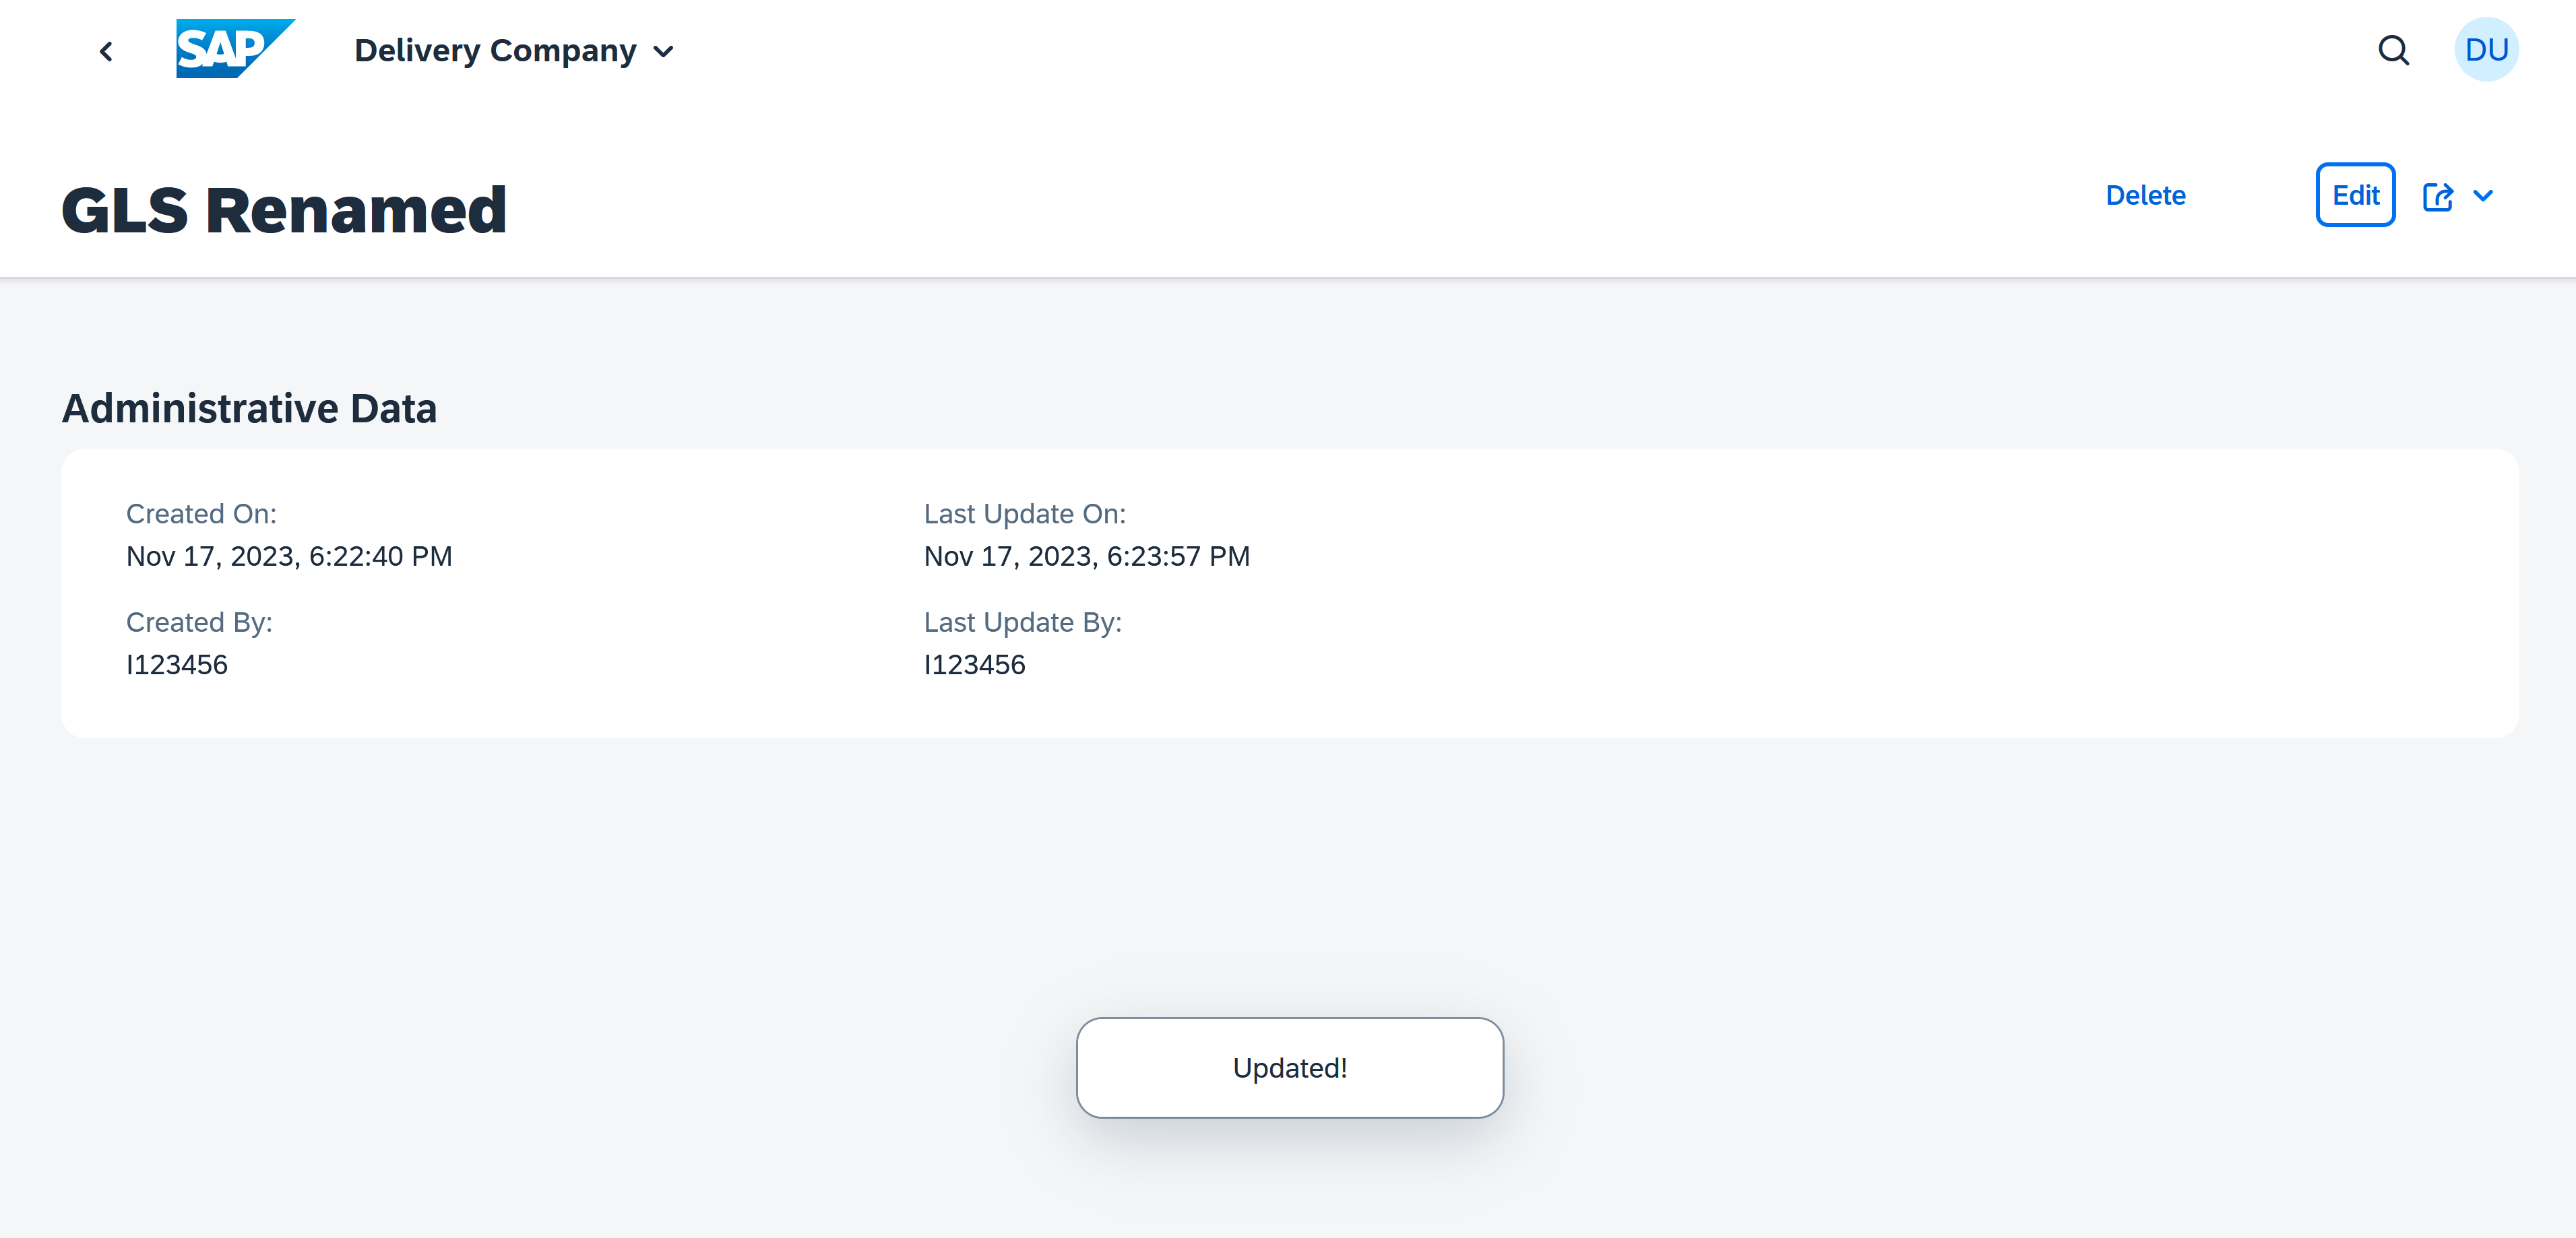 SAP
Delivery Company
DU
GLS Renamed
Delete
Edit
Administrative Data
Created On:
Nov 17, 2023, 6:22:40 PM
Last Update On:
Nov 17, 2023, 6:23:57 PM
Created By:
I123456
Last Update By:
I123456
Updated!